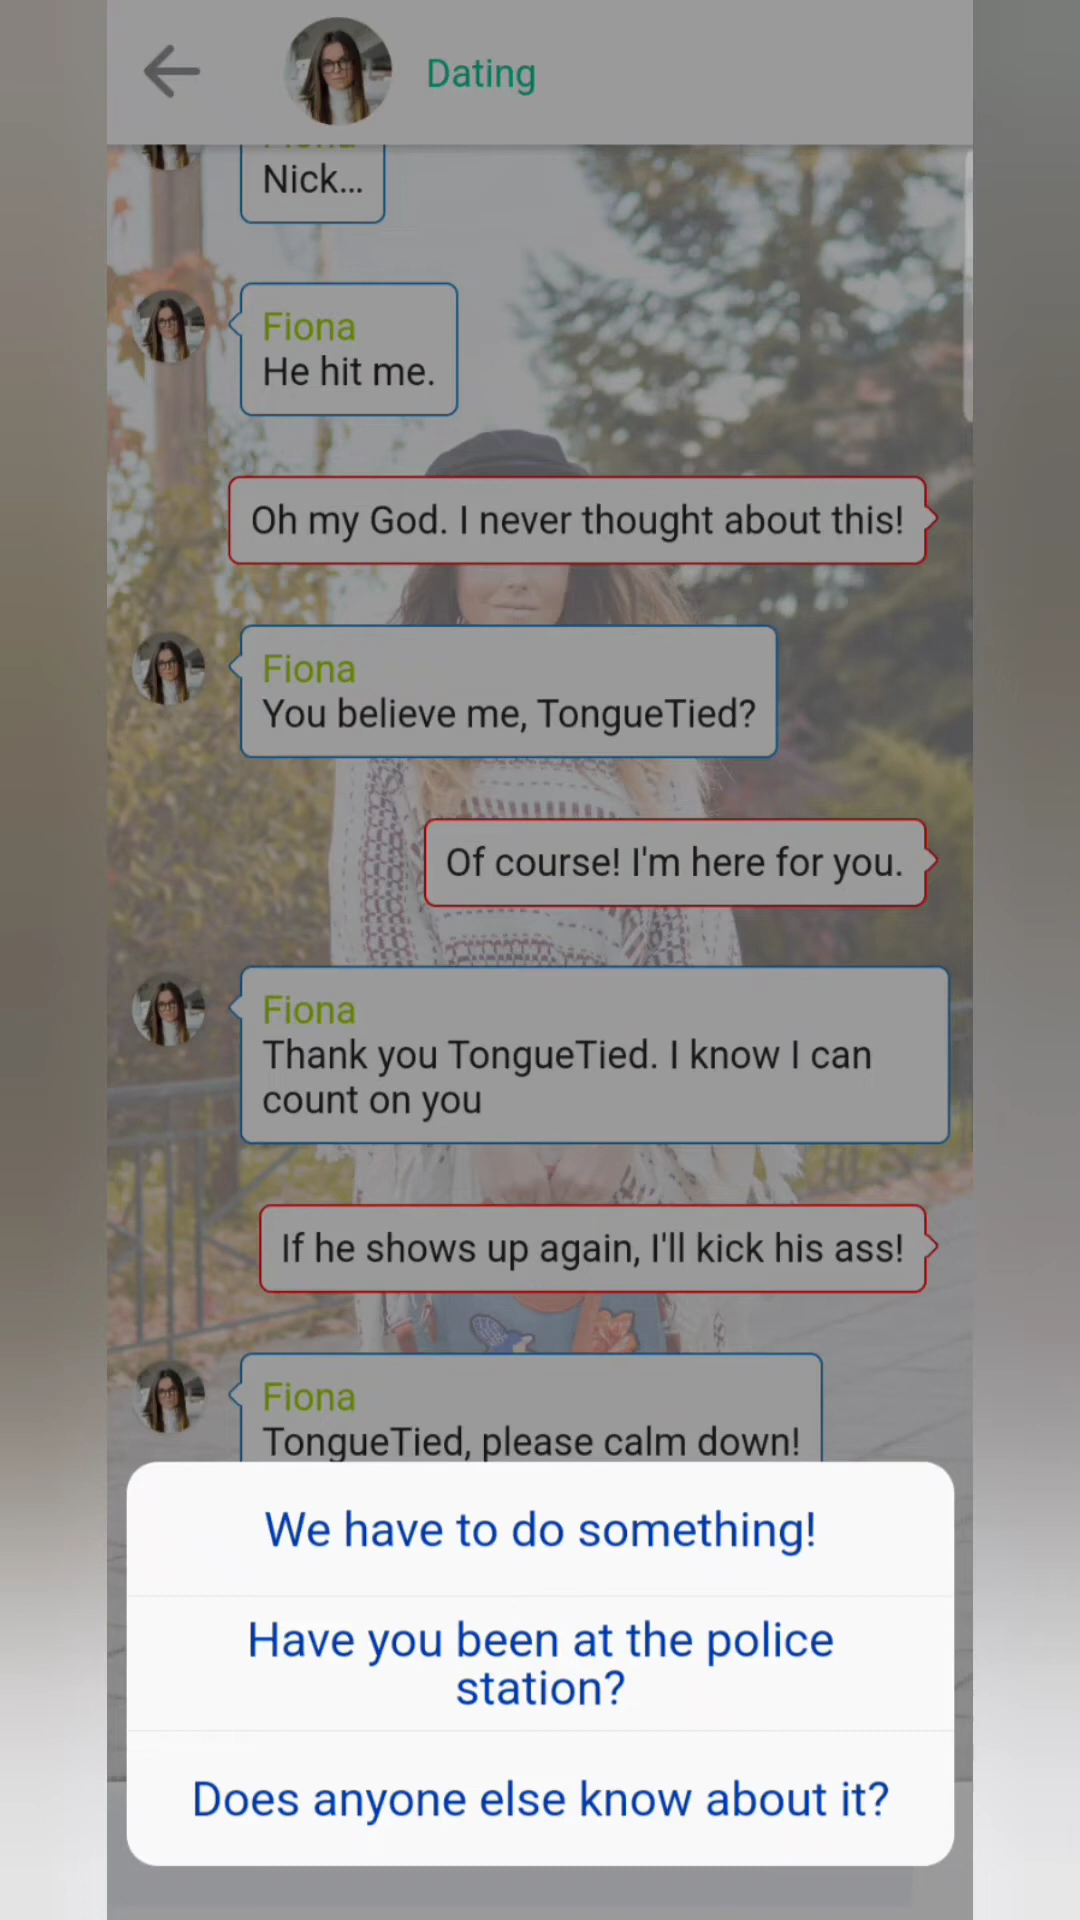 Dating
Fiona
Nick...
Fiona
He hit me.
Oh my God. I never thought about this!
Fiona
You believe me, TongueTied?
Of course! I'm here for you.
Fiona
Thank you TongueTied. I know I can
count on you
If he shows up again, I'll kick his ass!
Fiona
TongueTied, please calm down!
We have to do something!
Have you been at the police
station?
Does anyone else know about it?